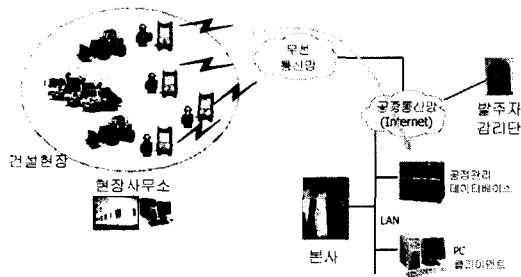 무선
통신망
공중통신망
(Internet)
발주자
감리단
건설현장
현장사무소
공정관리
데이터베이스
LAN
본사
PC
클라이언트